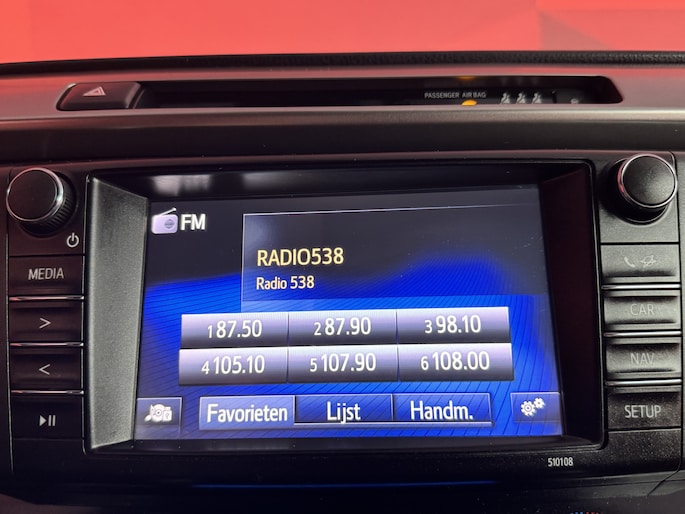 PASSENGER AIR BAG
FM
MEDIA
RADIO538
Radio 538
CAR
1 87.50 2 87.90 3 98.10
NAV
4 105.10 5 107.90 6 108.00
SETUP
Favorieten Lijst Handm.
510108